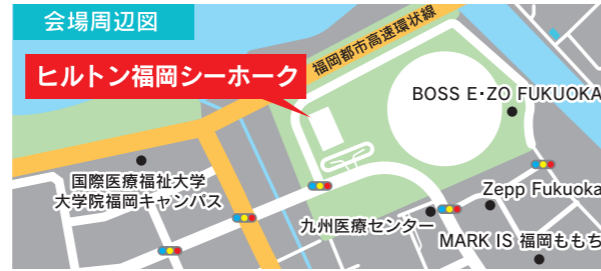 会場周辺図
福岡都市高速環状線
ヒルトン福岡シーホーク
BOSS E・ZO FUKUOKA
国際医療福祉大学
大学院福岡キャンパス
Zepp Fukuoka
九州医療センター
MARK IS 福岡ももち